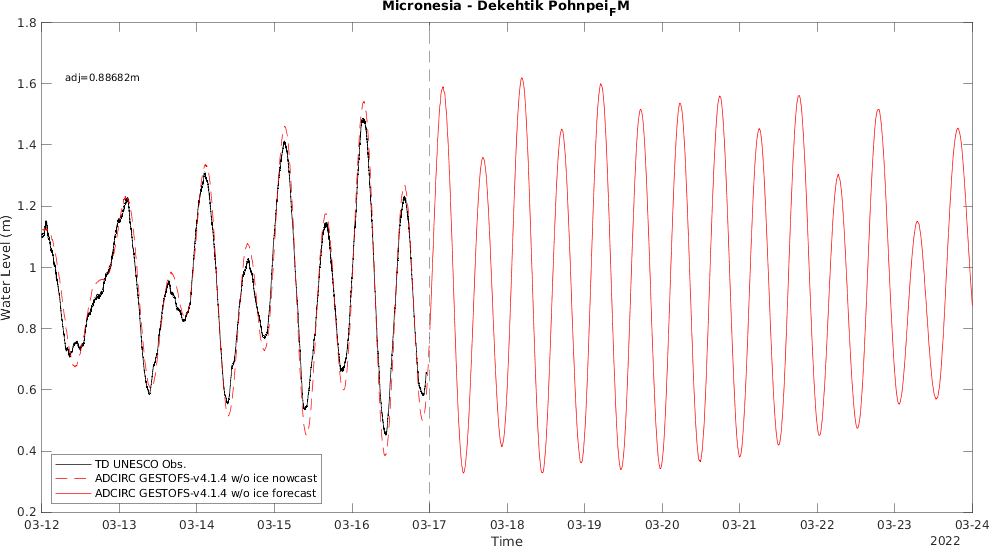 Micronesia - Dekehtik Pohnpei_FM
1.8
1.6
1.4
1.2
1
0.8
0.6
0.4
0.2
Water Level (m)
adj=0.88682m
TD UNESCO Obs.
ADCIRC GESTOFS-v4.1.4 w/o ice nowcast
ADCIRC GESTOFS-v4.1.4 w/o ice forecast
03-12 03-13 03-14 03-15 03-16 03-17 03-18 03-19 03-20 03-21 03-22 03-23 03-24
Time
2022